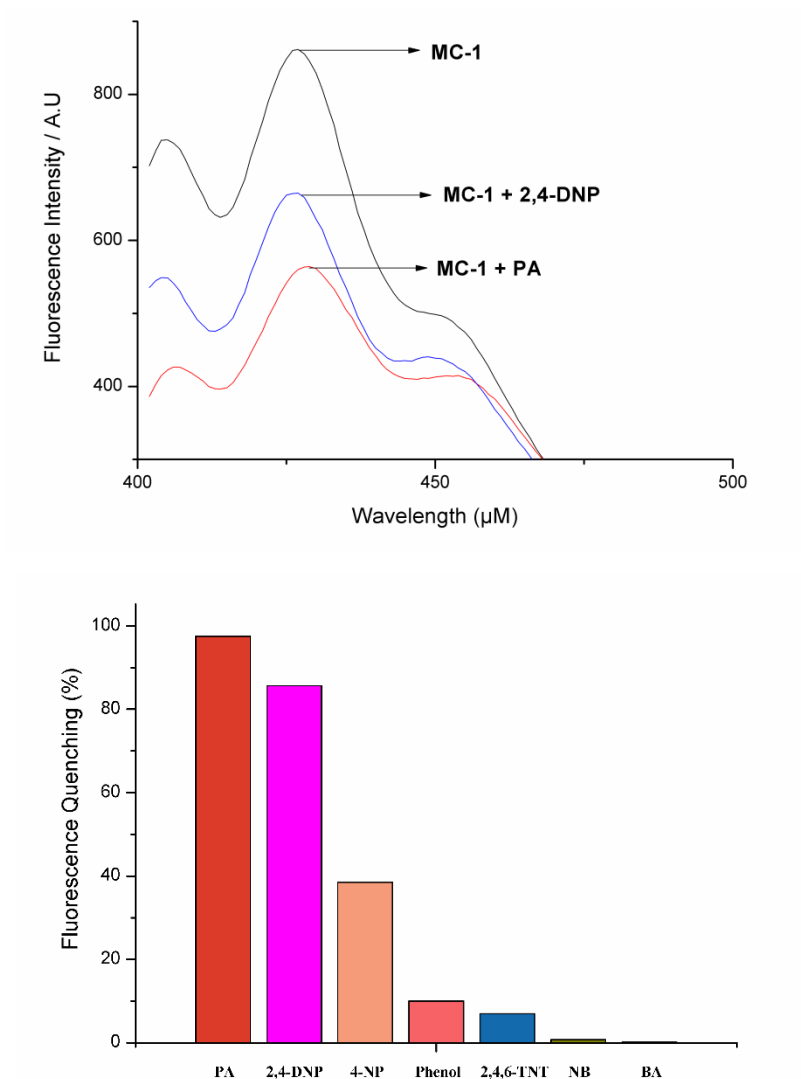 MC-1
800
Fluorescence Intensity / A.U
MC-1 + 2,4-DNP
600
MC-1 + PA
400
400 450 500
Wavelength (µM)
100
80
Fluorescence Quenching (%)
60
40
20
0
PA 2,4-DNP 4-NP Phenol 2,4,6-TNT NB BA